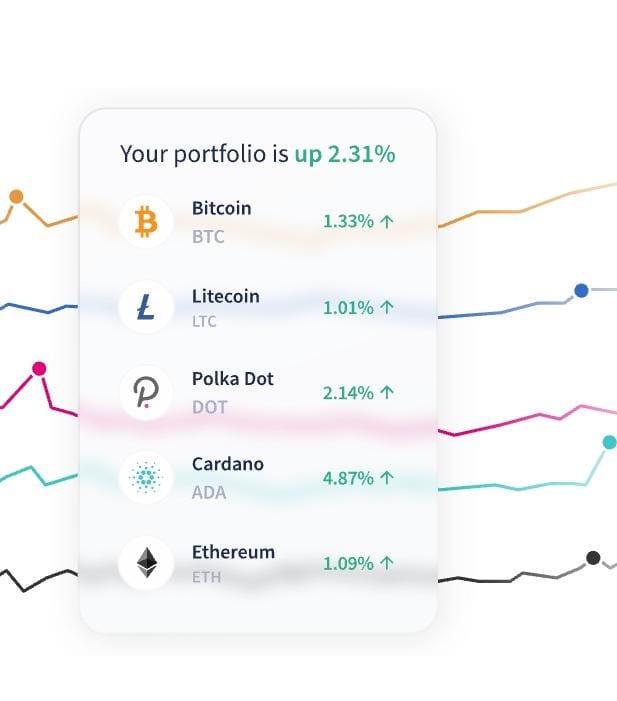 Your portfolio is up 2.31%
Bitcoin
BTC
1.33% ↑
Litecoin
LTC
1.01% ↑
Polka Dot
DOT
2.14% ↑
Cardano
ADA
4.87% ↑
Ethereum
ETH
1.09% ↑